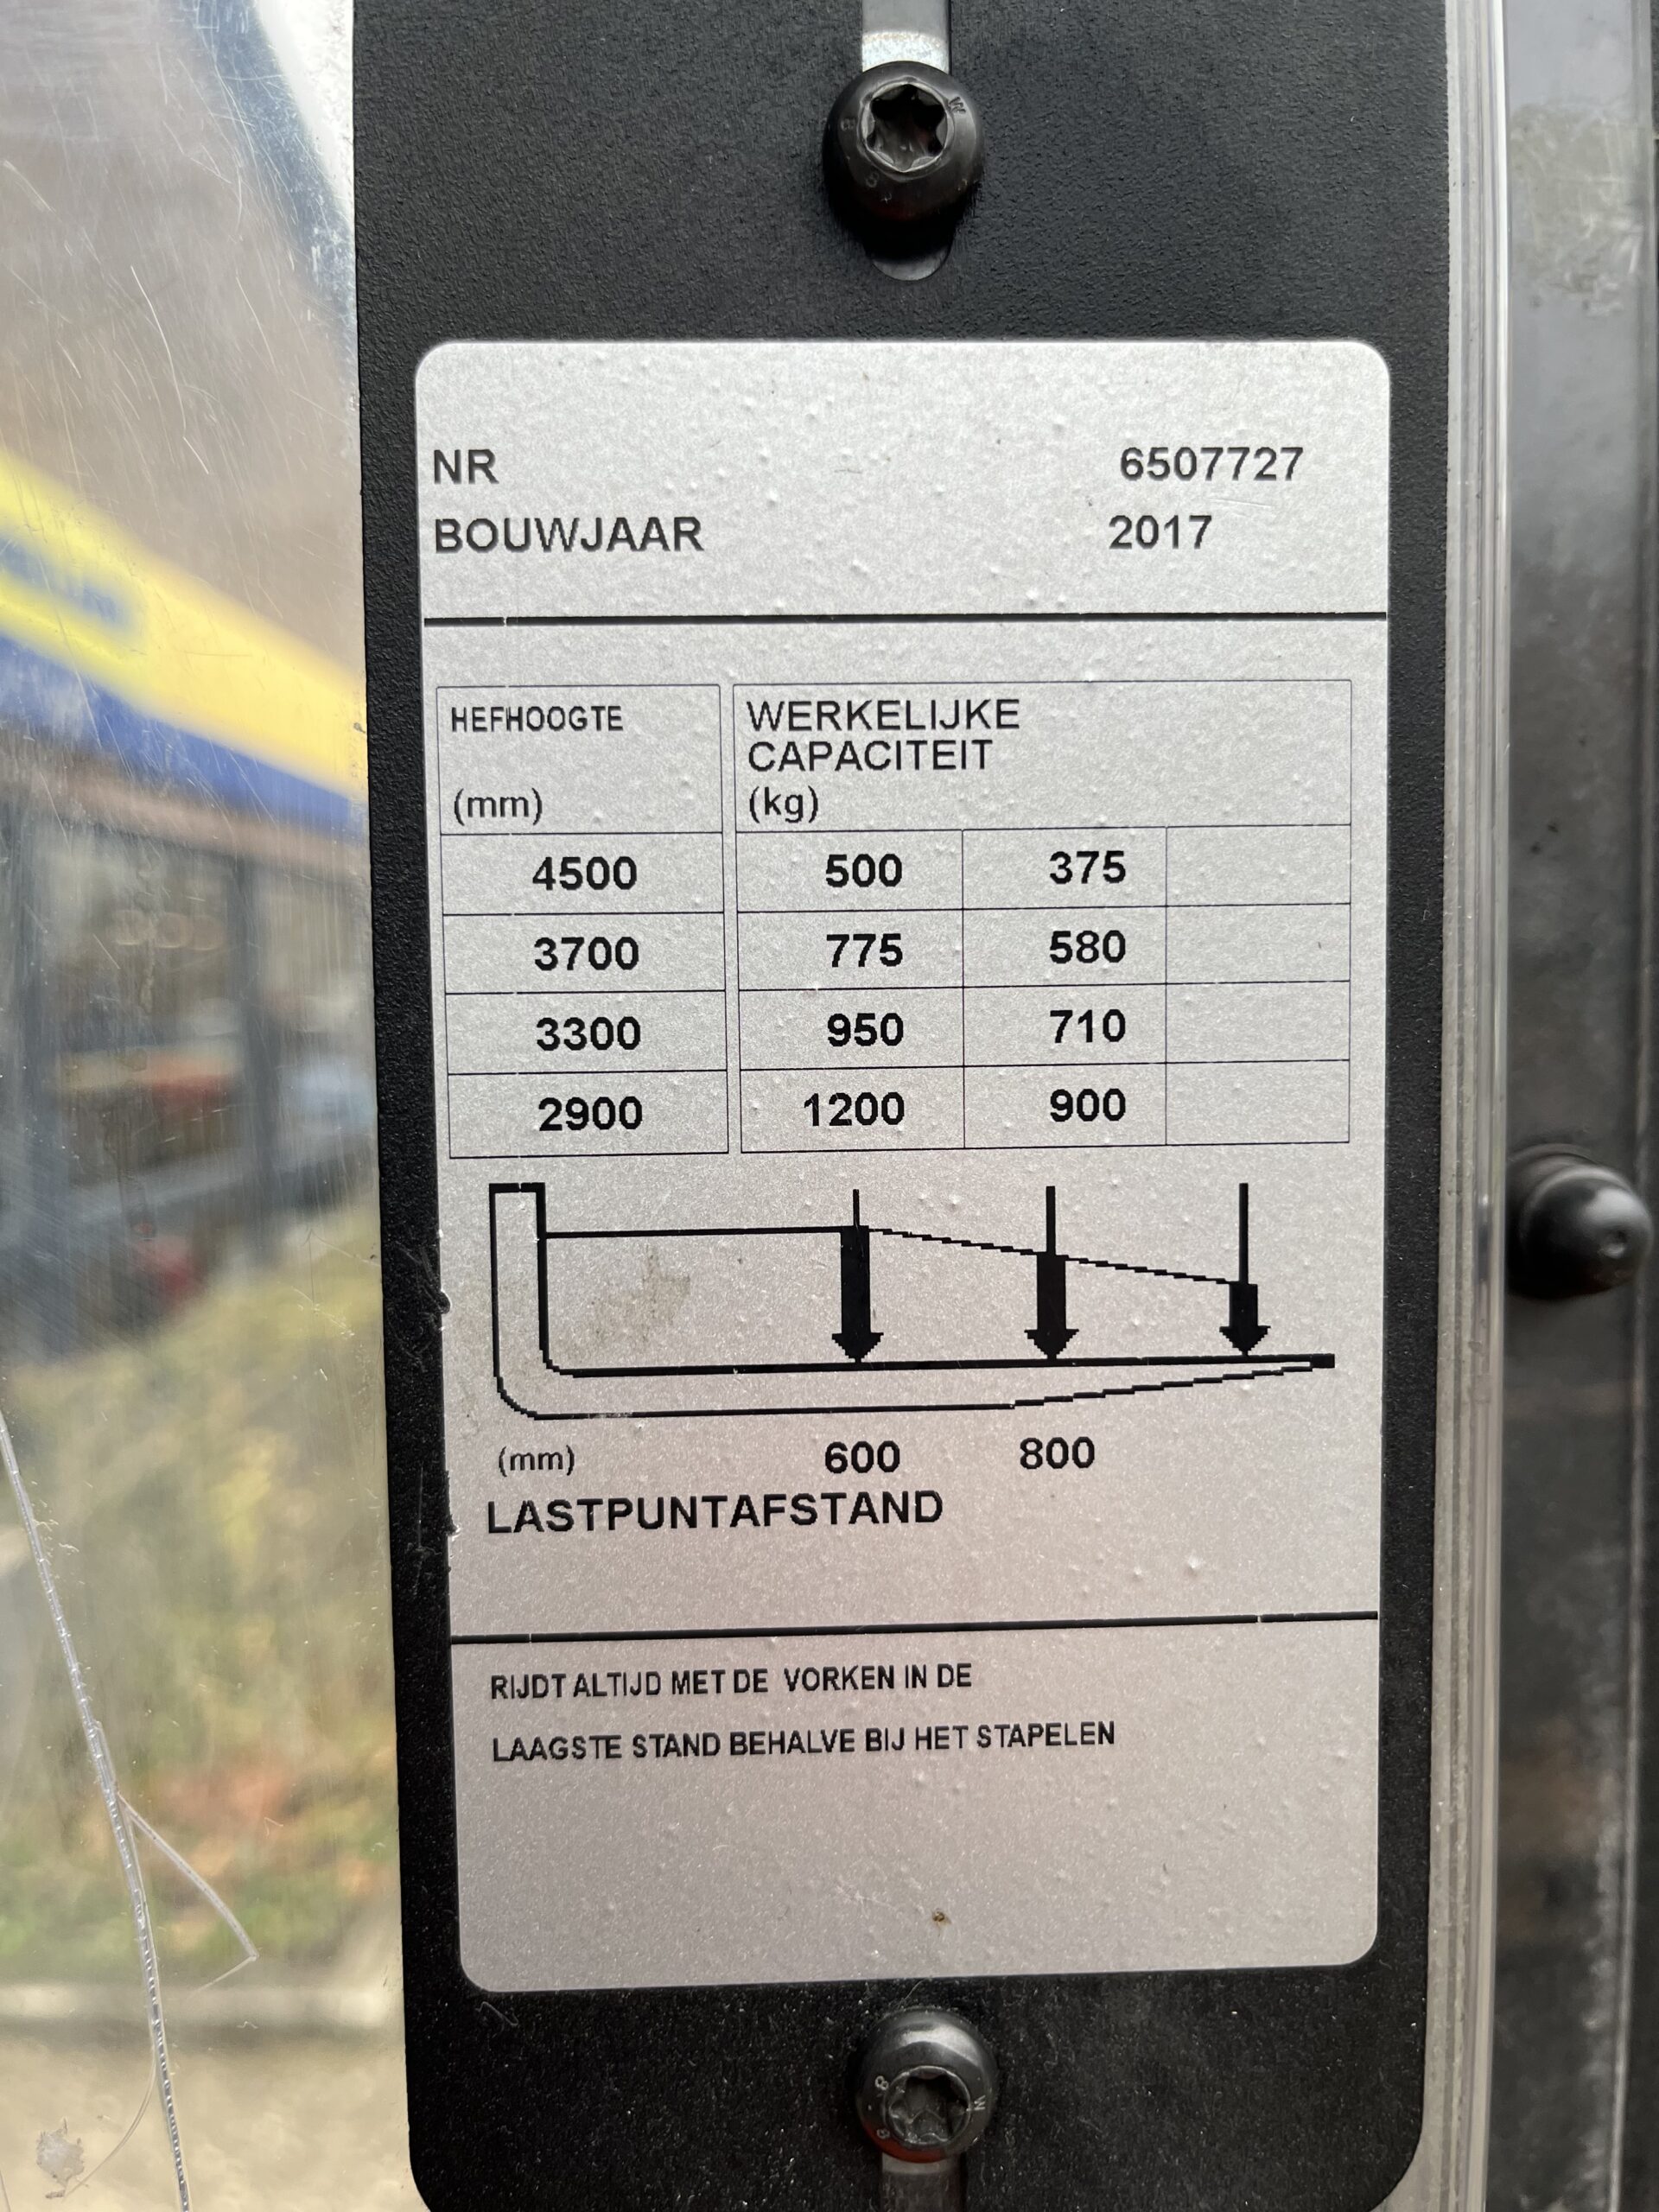 NR 6507727
BOUWJAAR 2017
HEFHOOGTE
(mm)
WERKELIJKE
CAPACITEIT
(kg)
4500 500 375
3700 775 580
3300 950 710
2900 1200 900
(mm) 600 800
LASTPUNTAFSTAND
RIJDT ALTIJD MET DE VORKEN IN DE
LAAGSTE STAND BEHALVE BIJ HET STAPELEN